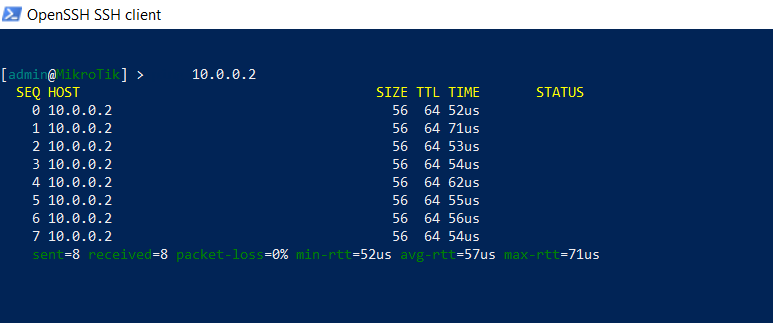 OpenSSH SSH client
[admin@MikroTik] > 10.0.0.2
SEQ HOST SIZE TTL TIME STATUS
0 10.0.0.2 56 64 52us
1 10.0.0.2 56 64 71us
2 10.0.0.2 56 64 53us
3 10.0.0.2 56 64 54us
4 10.0.0.2 56 64 62us
5 10.0.0.2 56 64 55us
6 10.0.0.2 56 64 56us
7 10.0.0.2 56 64 54us
sent=8 received=8 packet-loss=0% min-rtt=52us avg-rtt=57us max-rtt=71us